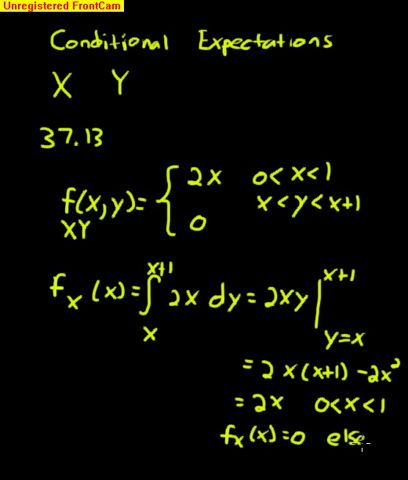 Unregistered FrontCam
Conditional Expectations
X Y
37.13
f(x,y)= { 2x 0<x<1
XY 0 x<y<x+1
fx(x)=∫ x+1 x 2x dy = 2xy | x+1 y=x
= 2x(x+1) -2x²
= 2x 0<x<1
fx(x)=0 else